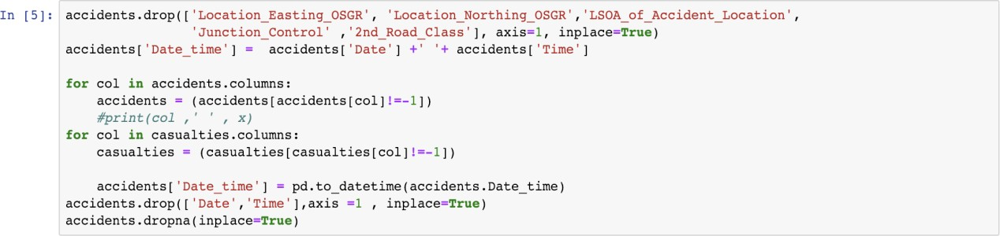 In [5]: accidents.drop(['Location_Easting_OSGR', 'Location_Northing_OSGR','LSOA_of_Accident_Location',
                'Junction_Control' ,'2nd_Road_Class'], axis=1, inplace=True)
accidents['Date_time'] =  accidents['Date'] +' '+ accidents['Time']

for col in accidents.columns:
    accidents = (accidents[accidents[col]!=-1])
    #print(col ,' ' , x)
for col in casualties.columns:
    casualties = (casualties[casualties[col]!=-1])

    accidents['Date_time'] = pd.to_datetime(accidents.Date_time)
accidents.drop(['Date','Time'],axis =1 , inplace=True)
accidents.dropna(inplace=True)